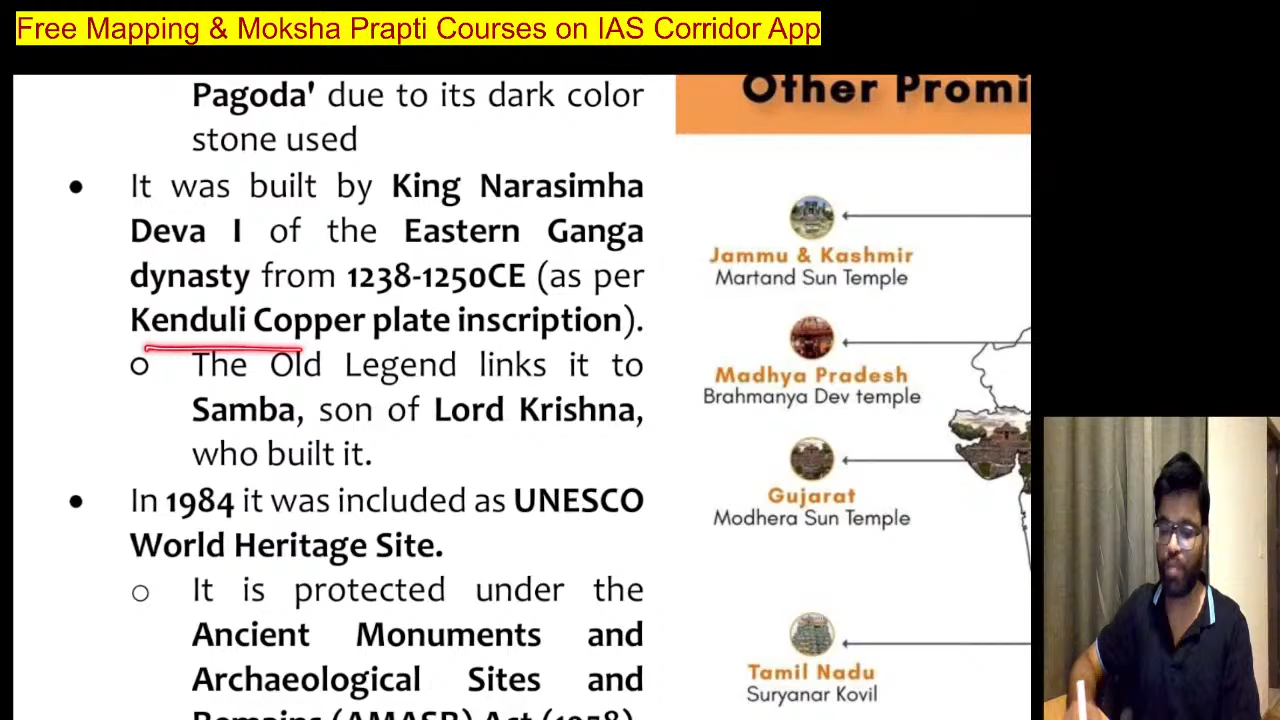 Free Mapping & Moksha Prapti Courses on IAS Corridor App
Pagoda' due to its dark color
stone used
• It was built by King Narasimha
Deva I of the Eastern Ganga
dynasty from 1238-1250CE (as per
Kenduli Copper plate inscription).
o The Old Legend links it to
Samba, son of Lord Krishna,
who built it.
• In 1984 it was included as UNESCO
World Heritage Site.
o It is protected under the
Ancient Monuments and
Archaeological Sites and
Remains (AMASR) Act (1958)
Other Promi
Jammu & Kashmir
Martand Sun Temple
Madhya Pradesh
Brahmanya Dev temple
Gujarat
Modhera Sun Temple
Tamil Nadu
Suryanar Kovil